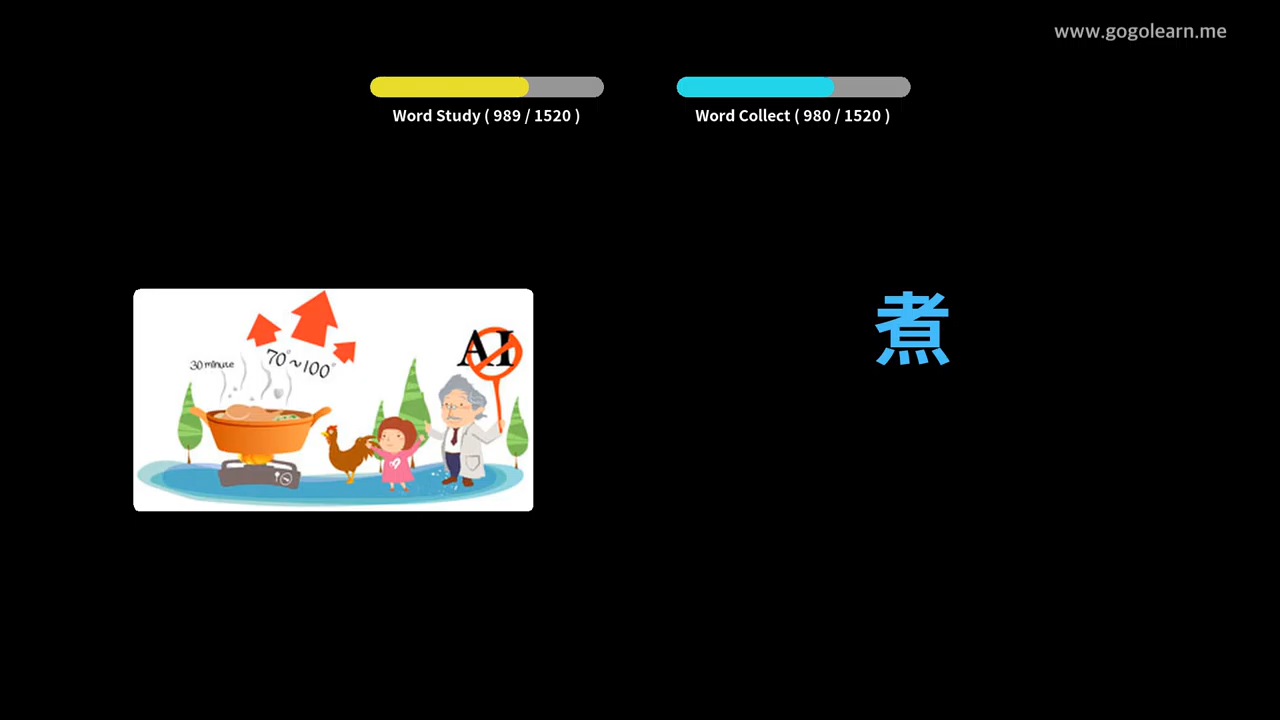 www.gogolearn.me
Word Study ( 989 / 1520 )
Word Collect ( 980 / 1520 )
煮
30 minute
70°~100°
AI